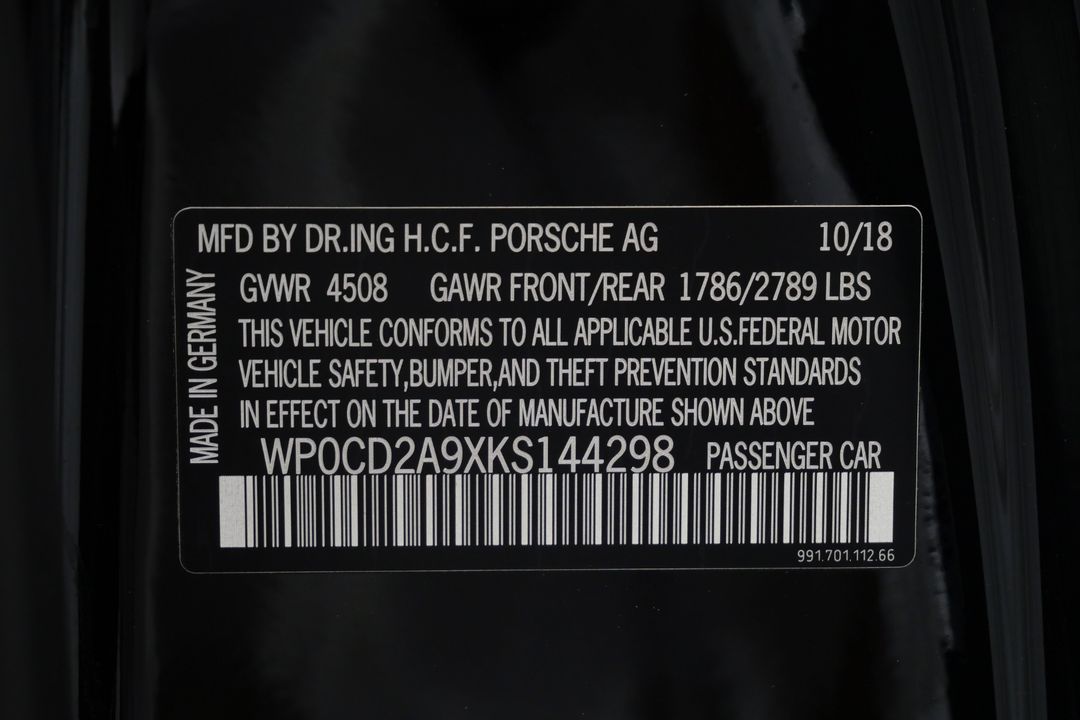 MFD BY DR.ING H.C.F. PORSCHE AG 10/18
MADE IN GERMANY
GVWR 4508 GAWR FRONT/REAR 1786/2789 LBS
THIS VEHICLE CONFORMS TO ALL APPLICABLE U.S.FEDERAL MOTOR
VEHICLE SAFETY,BUMPER,AND THEFT PREVENTION STANDARDS
IN EFFECT ON THE DATE OF MANUFACTURE SHOWN ABOVE
WP0CD2A9XKS144298 PASSENGER CAR
991.701.112.66